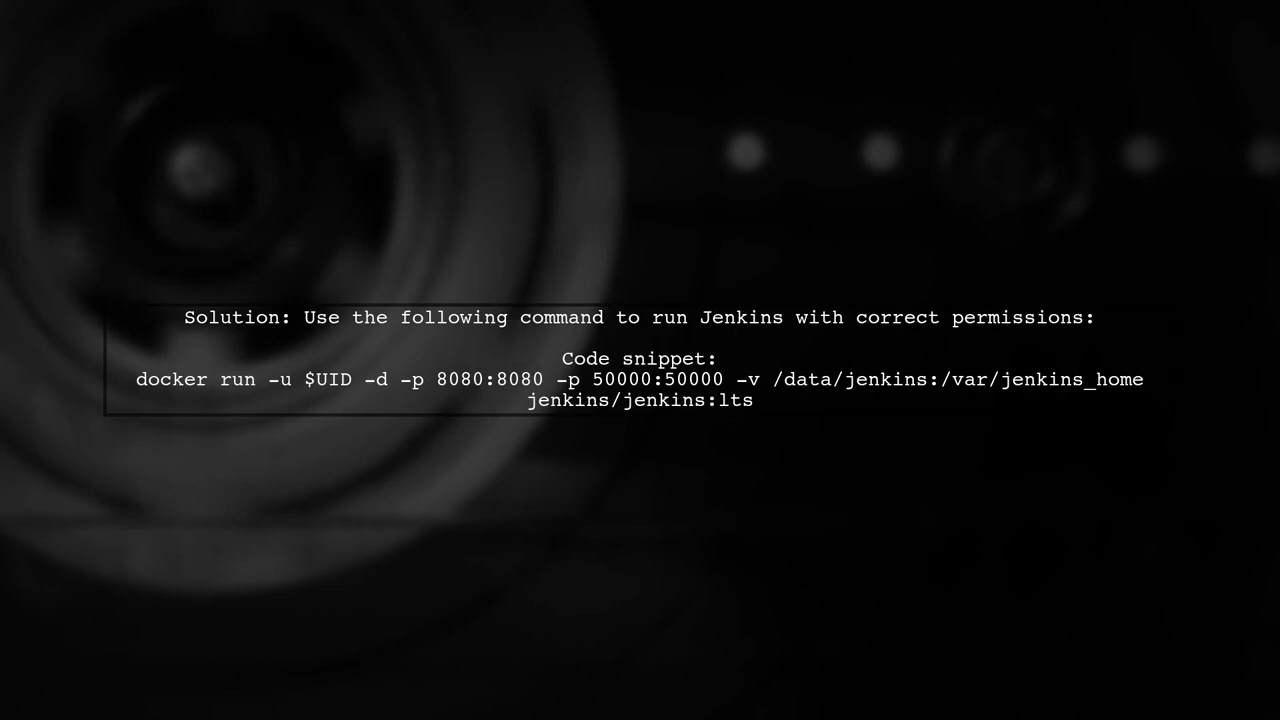 Solution: Use the following command to run Jenkins with correct permissions:
Code snippet:
docker run -u $UID -d -p 8080:8080 -p 50000:50000 -v /data/jenkins:/var/jenkins_home
jenkins/jenkins:lts